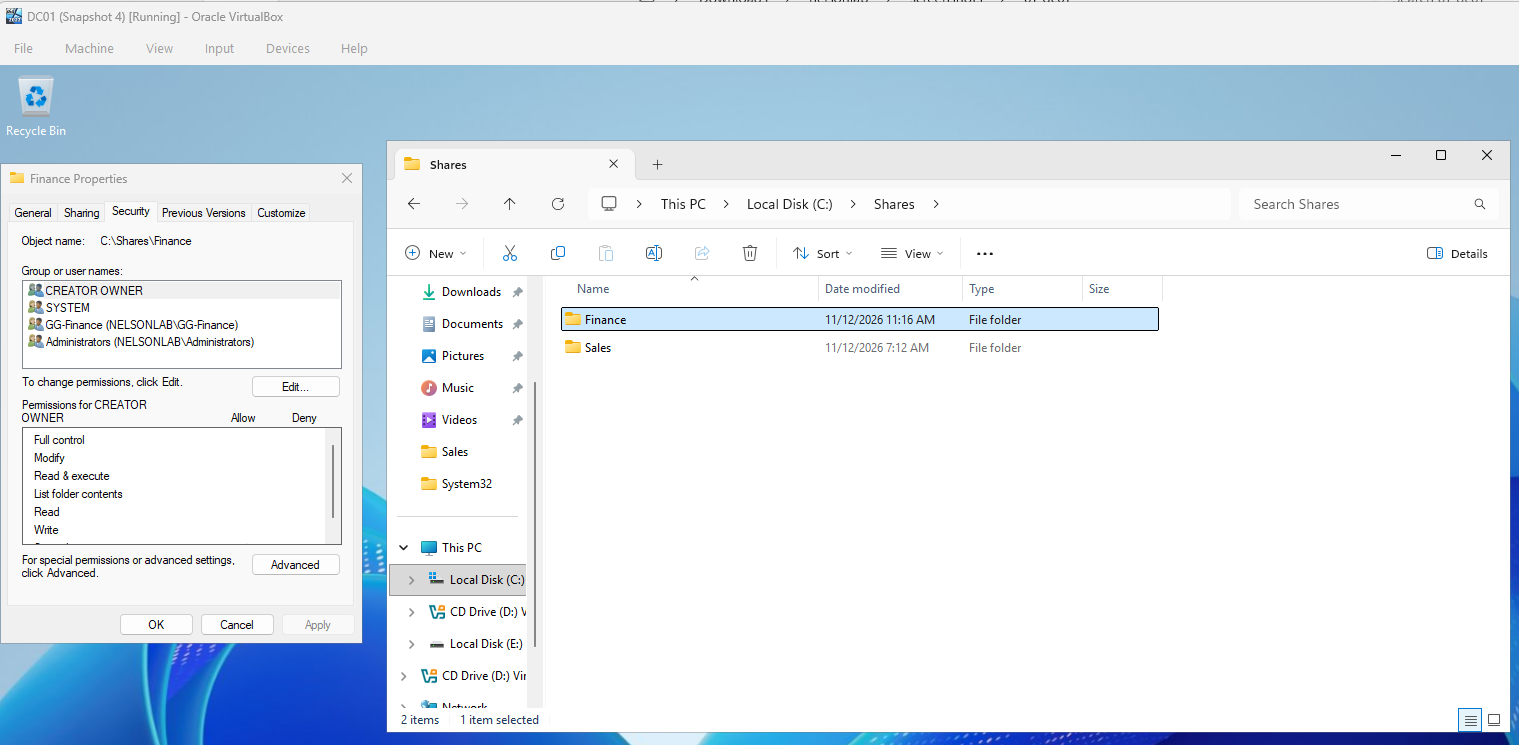 DC01 (Snapshot 4) [Running] - Oracle VirtualBox
File Machine View Input Devices Help
Recycle Bin
Finance Properties
General Sharing Security Previous Versions Customize
Object name: C:\Shares\Finance
Group or user names:
CREATOR OWNER
SYSTEM
GG-Finance (NELSONLAB\GG-Finance)
Administrators (NELSONLAB\Administrators)
To change permissions, click Edit.
Edit...
Permissions for CREATOR
OWNER Allow Deny
Full control
Modify
Read & execute
List folder contents
Read
Write
For special permissions or advanced settings,
click Advanced.
Advanced
OK Cancel Apply
Shares
This PC Local Disk (C:) Shares
Search Shares
New Sort View Details
Downloads
Documents
Pictures
Music
Videos
Sales
System32
This PC
Local Disk (C:)
CD Drive (D:) V
Local Disk (E:)
CD Drive (D:) Vir
Network
Name Date modified Type Size
Finance 11/12/2026 11:16 AM File folder
Sales 11/12/2026 7:12 AM File folder
2 items 1 item selected